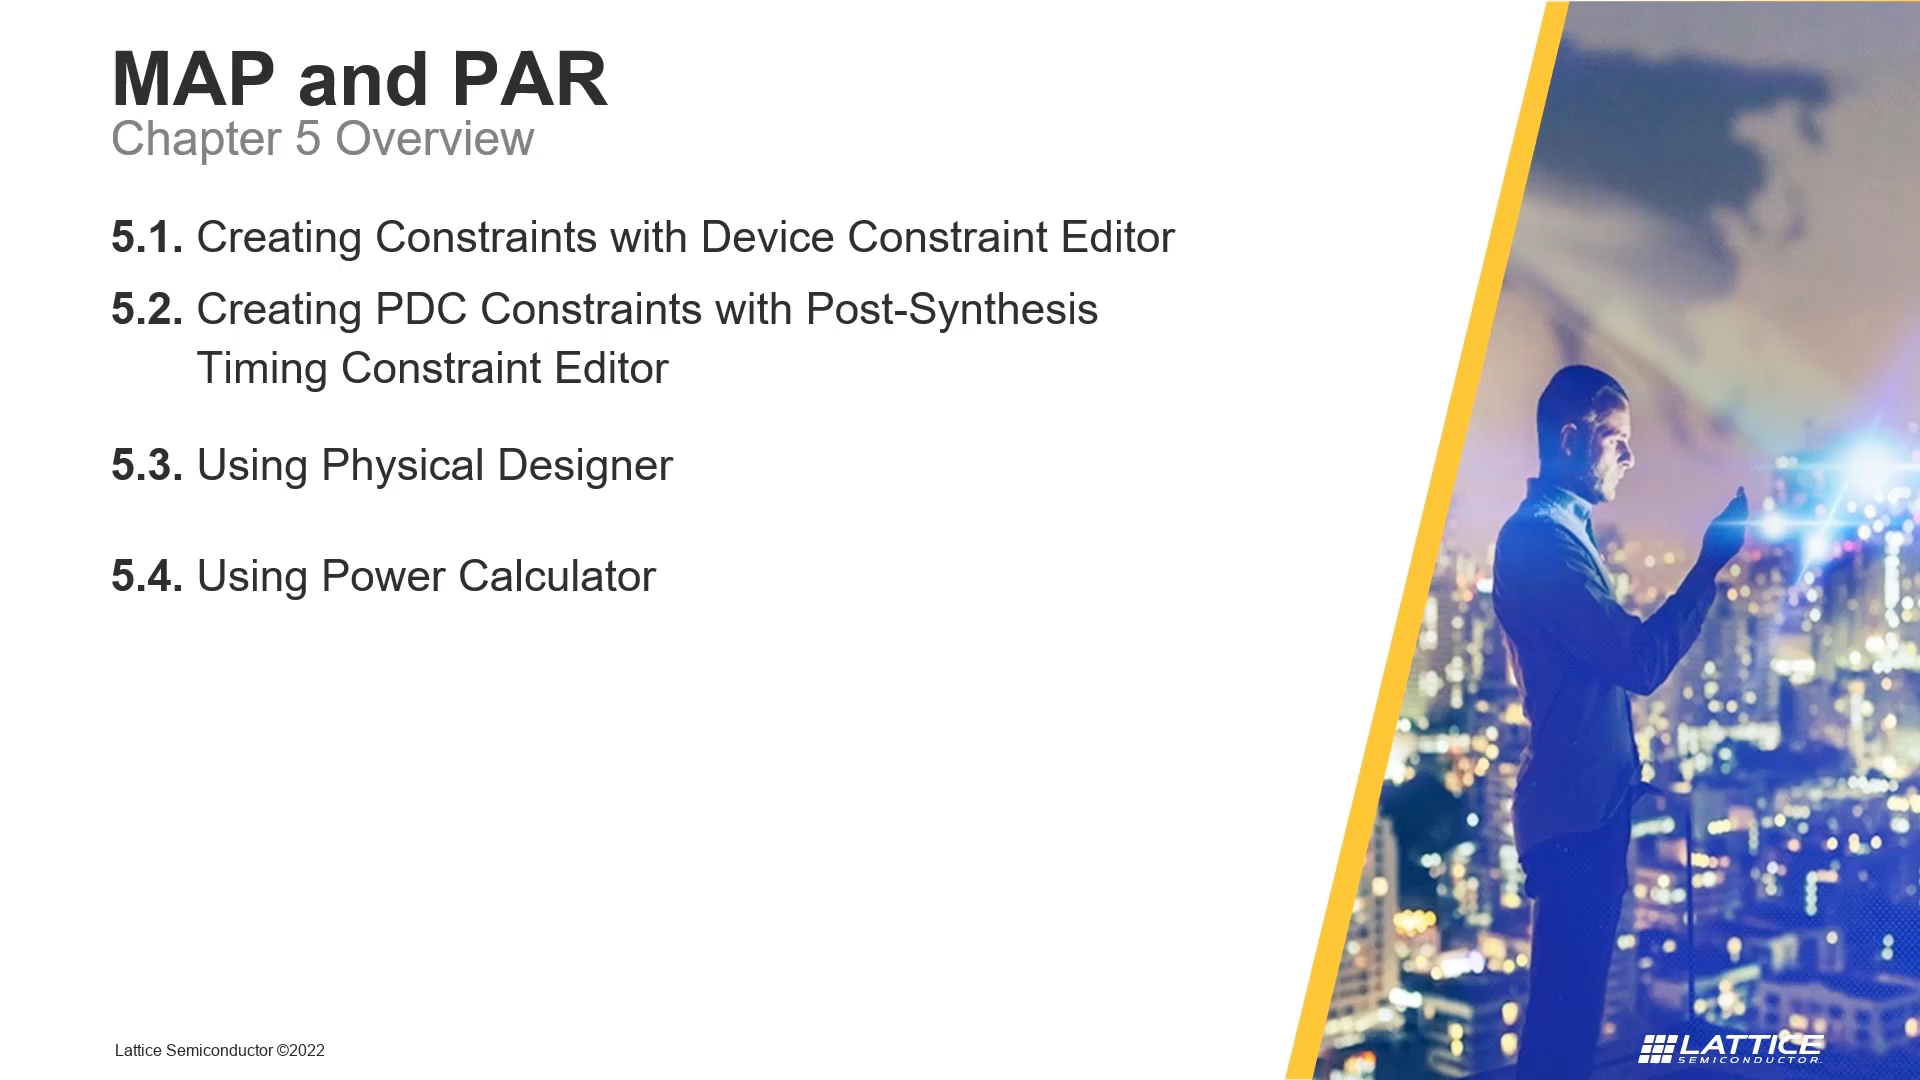 MAP and PAR
Chapter 5 Overview
5.1. Creating Constraints with Device Constraint Editor
5.2. Creating PDC Constraints with Post-Synthesis
Timing Constraint Editor
5.3. Using Physical Designer
5.4. Using Power Calculator
Lattice Semiconductor ©2022
LATTICE
SEMICONDUCTOR.